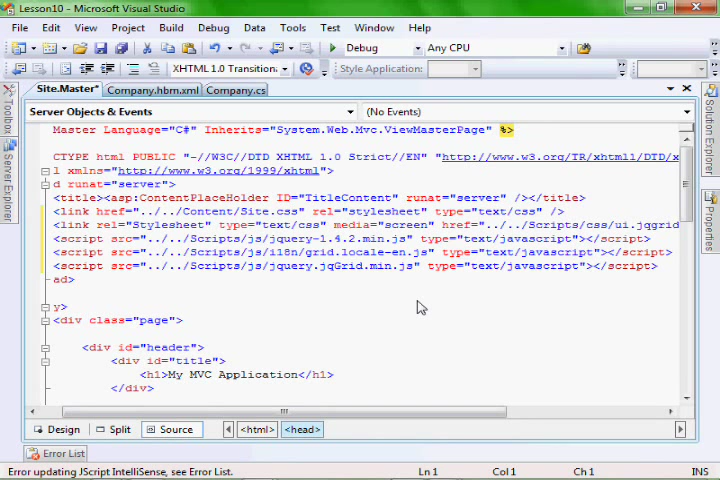 Lesson10 - Microsoft Visual Studio
File Edit View Project Build Debug Data Tools Test Window Help
Debug Any CPU
XHTML 1.0 Transition Style Application:
Site.Master* Company.hbm.xml Company.cs
Server Objects & Events (No Events)
Master Language="C#" Inherits="System.Web.Mvc.ViewMasterPage" %>
CTYPE html PUBLIC "-//W3C//DTD XHTML 1.0 Strict//EN" "http://www.w3.org/TR/xhtml1/DTD/x
l xmlns="http://www.w3.org/1999/xhtml">
d runat="server">
<title><asp:ContentPlaceHolder ID="TitleContent" runat="server" /></title>
<link href="../../Content/Site.css" rel="stylesheet" type="text/css" />
<link rel="Stylesheet" type="text/css" media="screen" href="../../Scripts/css/ui.jqgrid
<script src="../../Scripts/js/jquery-1.4.2.min.js" type="text/javascript"></script>
<script src="../../Scripts/js/i18n/grid.locale-en.js" type="text/javascript"></script>
<script src="../../Scripts/js/jquery.jqGrid.min.js" type="text/javascript"></script>
ad>
y>
<div class="page">
<div id="header">
<div id="title">
<h1>My MVC Application</h1>
</div>
Design Split Source <html> <head>
Error List
Error updating JScript IntelliSense, see Error List. Ln 1 Col 1 Ch 1 INS
Toolbox
Server Explorer
Solution Explorer
Properties